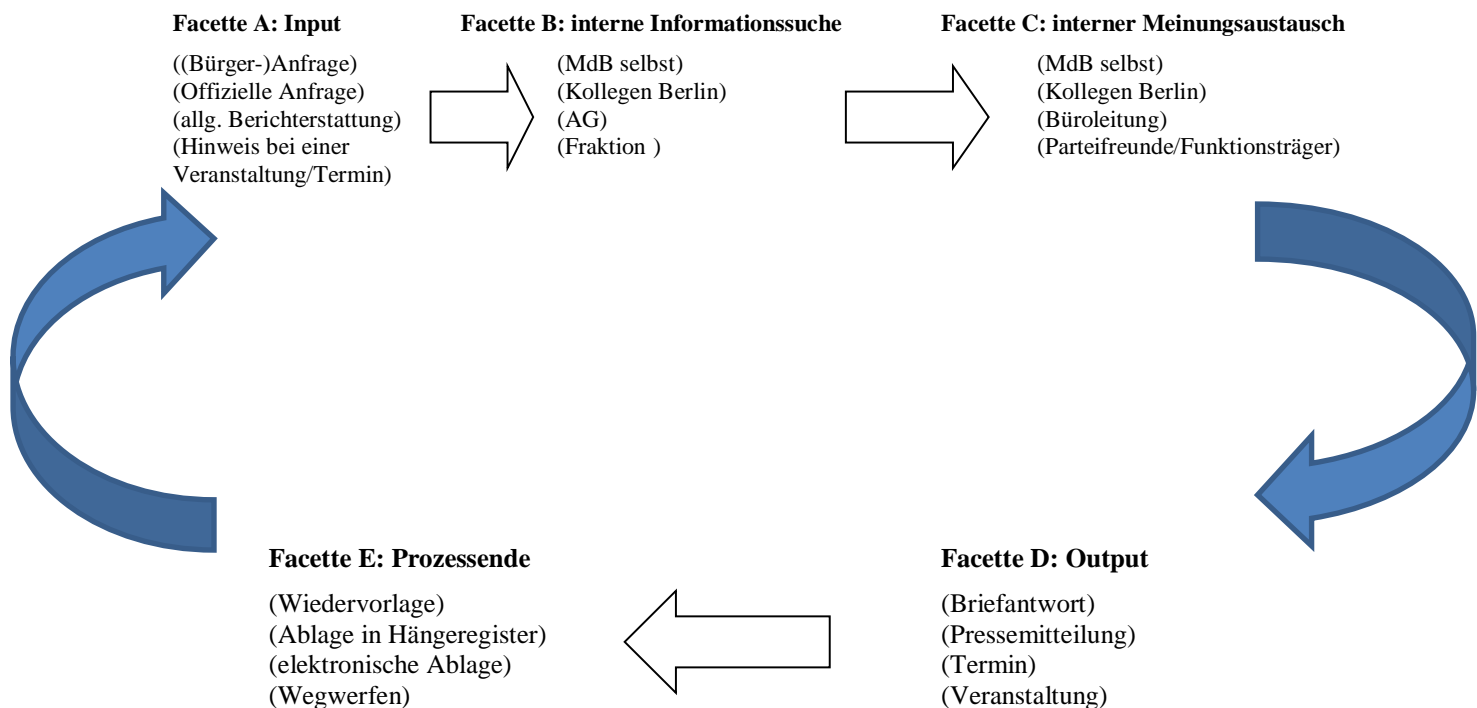 Facette A: Input
((Bürger-)Anfrage)
(Offizielle Anfrage)
(allg. Berichterstattung)
(Hinweis bei einer
Veranstaltung/Termin)
Facette B: interne Informationssuche
(MdB selbst)
(Kollegen Berlin)
(AG)
(Fraktion )
Facette C: interner Meinungsaustausch
(MdB selbst)
(Kollegen Berlin)
(Büroleitung)
(Parteifreunde/Funktionsträger)
Facette E: Prozessende
(Wiedervorlage)
(Ablage in Hängeregister)
(elektronische Ablage)
(Wegwerfen)
Facette D: Output
(Briefantwort)
(Pressemitteilung)
(Termin)
(Veranstaltung)